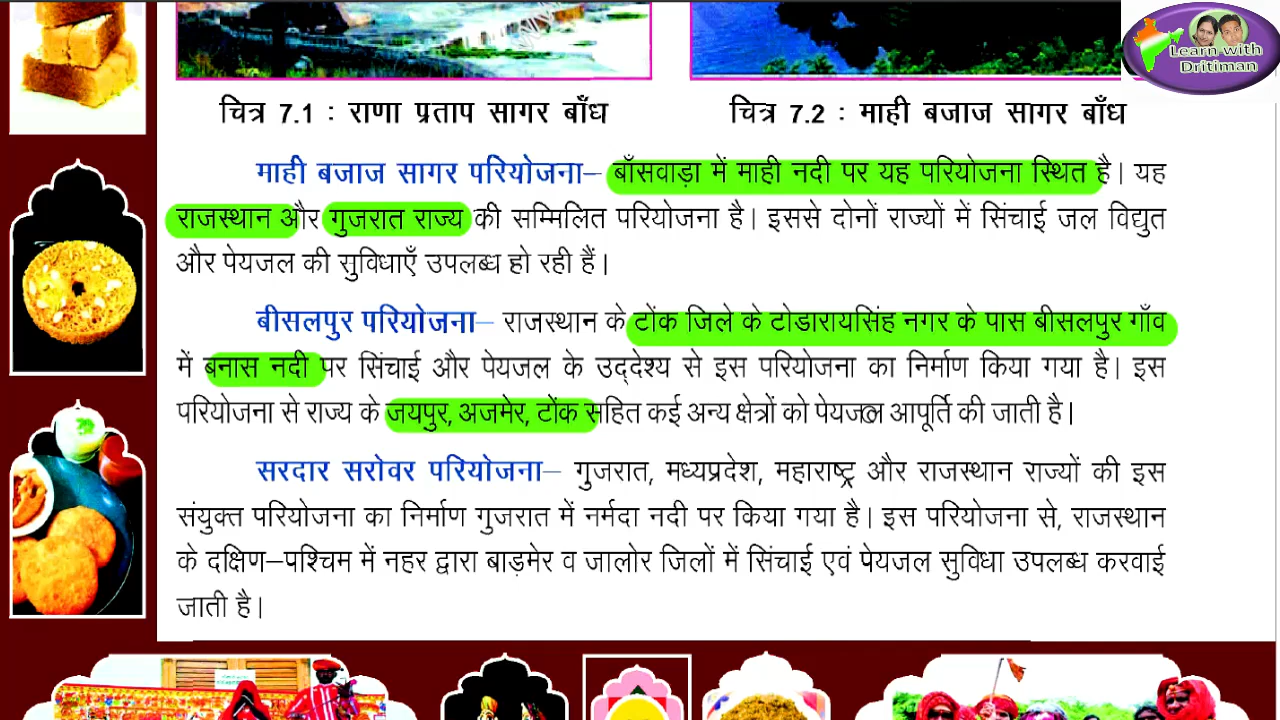 Learn with
Dritiman
चित्र 7.1 : राणा प्रताप सागर बाँध
चित्र 7.2 : माही बजाज सागर बाँध
माही बजाज सागर परियोजना– बाँसवाड़ा में माही नदी पर यह परियोजना स्थित है। यह
राजस्थान और गुजरात राज्य की सम्मिलित परियोजना है। इससे दोनों राज्यों में सिंचाई जल विद्युत
और पेयजल की सुविधाएँ उपलब्ध हो रही हैं।
बीसलपुर परियोजना– राजस्थान के टोंक जिले के टोडारायसिंह नगर के पास बीसलपुर गाँव
में बनास नदी पर सिंचाई और पेयजल के उद्देश्य से इस परियोजना का निर्माण किया गया है। इस
परियोजना से राज्य के जयपुर, अजमेर, टोंक सहित कई अन्य क्षेत्रों को पेयजल आपूर्ति की जाती है।
सरदार सरोवर परियोजना– गुजरात, मध्यप्रदेश, महाराष्ट्र और राजस्थान राज्यों की इस
संयुक्त परियोजना का निर्माण गुजरात में नर्मदा नदी पर किया गया है। इस परियोजना से, राजस्थान
के दक्षिण–पश्चिम में नहर द्वारा बाड़मेर व जालोर जिलों में सिंचाई एवं पेयजल सुविधा उपलब्ध करवाई
जाती है।